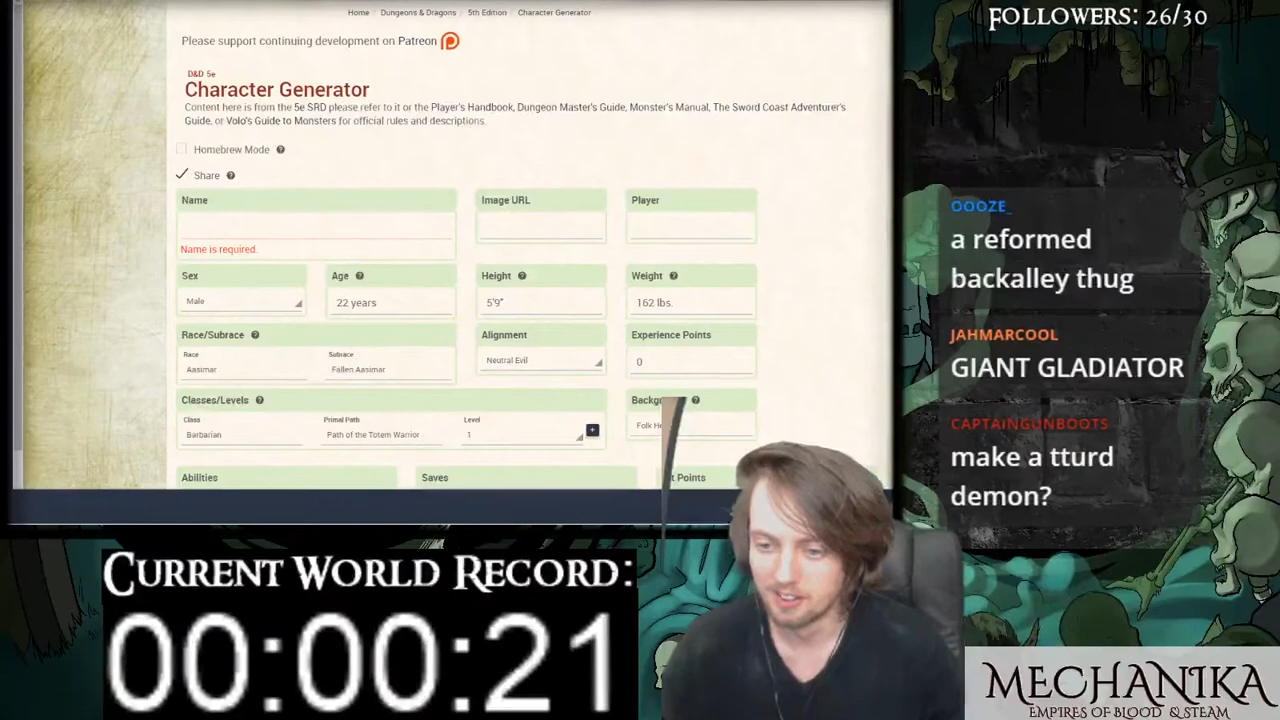 Home Dungeons & Dragons 5th Edition Character Generator
FOLLOWERS: 26/30
Please support continuing development on Patreon
D&D 5e
Character Generator
Content here is from the 5e SRD please refer to it or the Player's Handbook, Dungeon Master's Guide, Monster's Manual, The Sword Coast Adventurer's
Guide, or Volo's Guide to Monsters for official rules and descriptions.
Homebrew Mode
Share
Name Image URL Player
Name is required.
Sex Age Height Weight
Male 22 years 5'9" 162 lbs.
Race/Subrace Alignment Experience Points
Race Subrace
Aasimar Fallen Aasimar Neutral Evil 0
Classes/Levels
Class Primal Path Level
Barbarian Path of the Totem Warrior 1 + Folk
Abilities Saves Points
OOOZE_
a reformed
backalley thug
JAHMARCOOL
GIANT GLADIATOR
CAPTAINGUNBOOTS
make a tturd
demon?
CURRENT WORLD RECORD:
00:00:21
MECHANIKA
EMPIRES OF BLOOD & STEAM